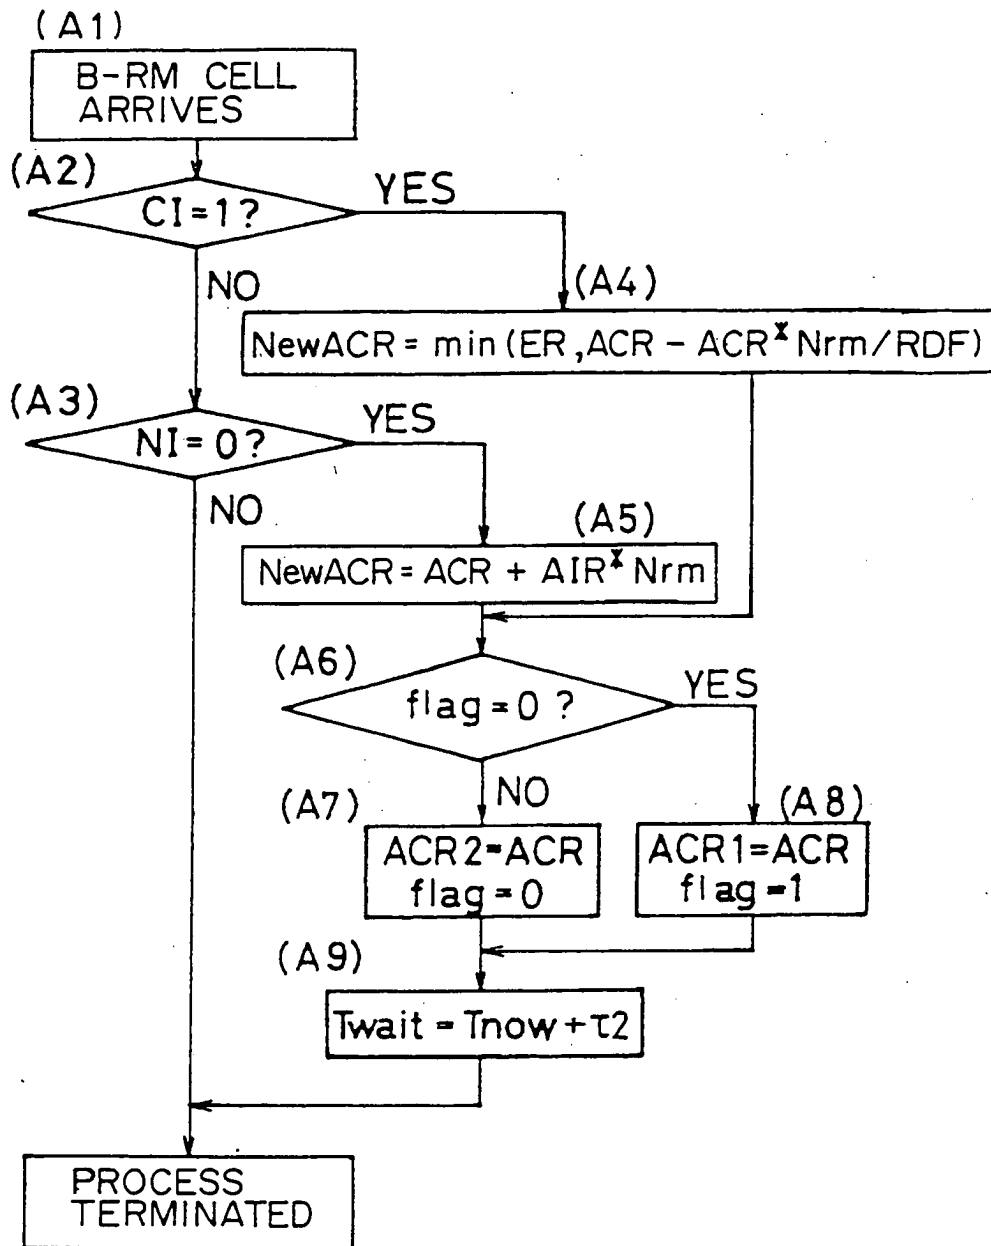 (A1)
B-RM CELL
ARRIVES
(A2)
CI=1?
YES
NO
(A4)
NewACR = min(ER,ACR - ACR* Nrm/RDF)
(A3)
NI=0?
YES
NO
(A5)
NewACR = ACR + AIR* Nrm
(A6)
flag=0?
YES
NO
(A7)
ACR2=ACR
flag=0
(A8)
ACR1=ACR
flag=1
(A9)
Twait = Tnow + τ2
PROCESS
TERMINATED